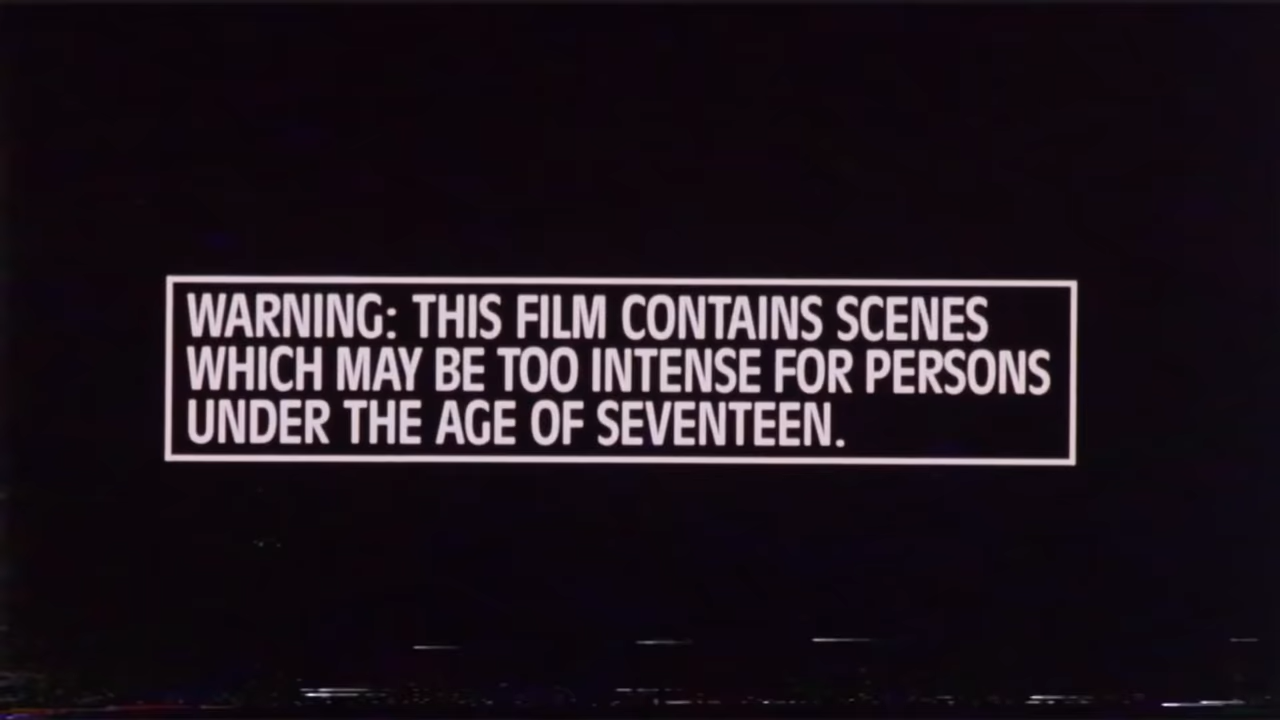 WARNING: THIS FILM CONTAINS SCENES
WHICH MAY BE TOO INTENSE FOR PERSONS
UNDER THE AGE OF SEVENTEEN.